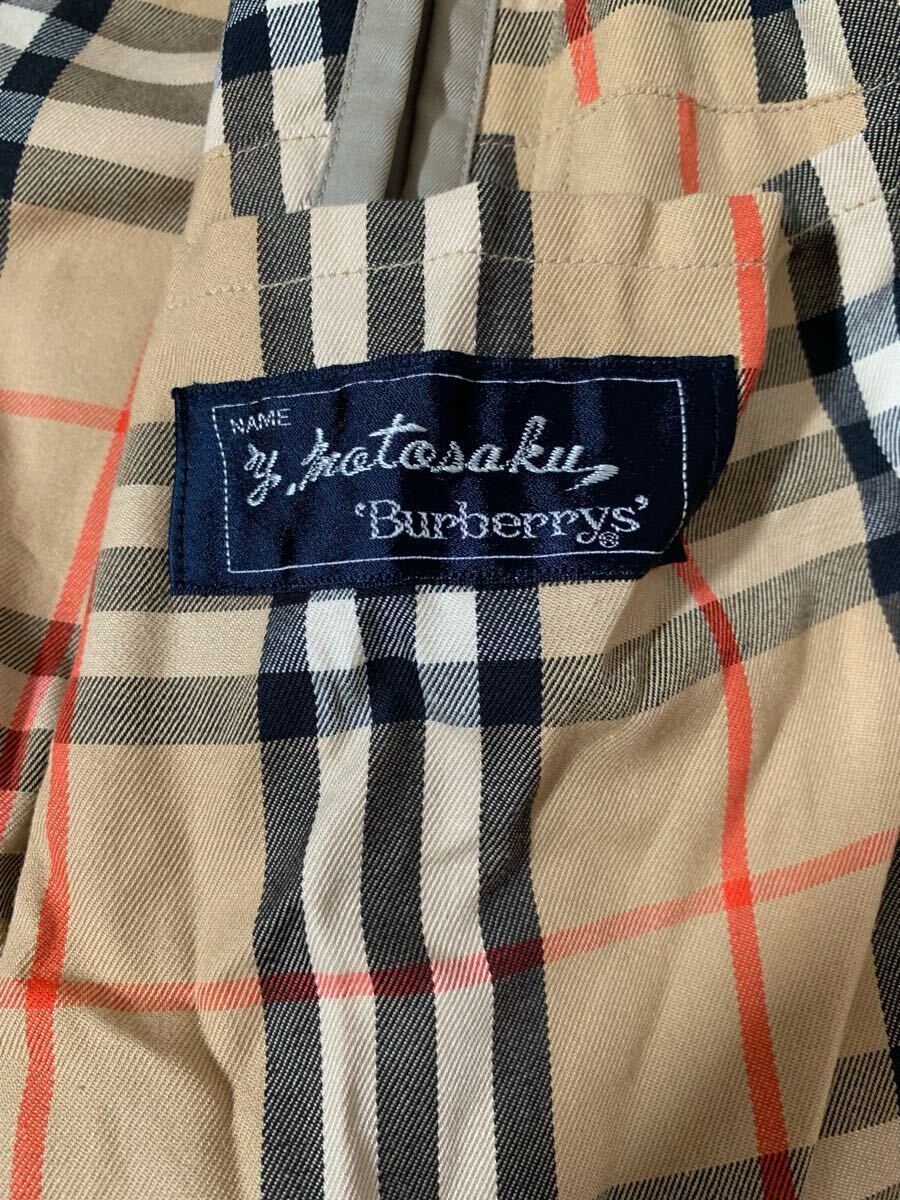 NAME
y. motosaku
'Burberrys'
®